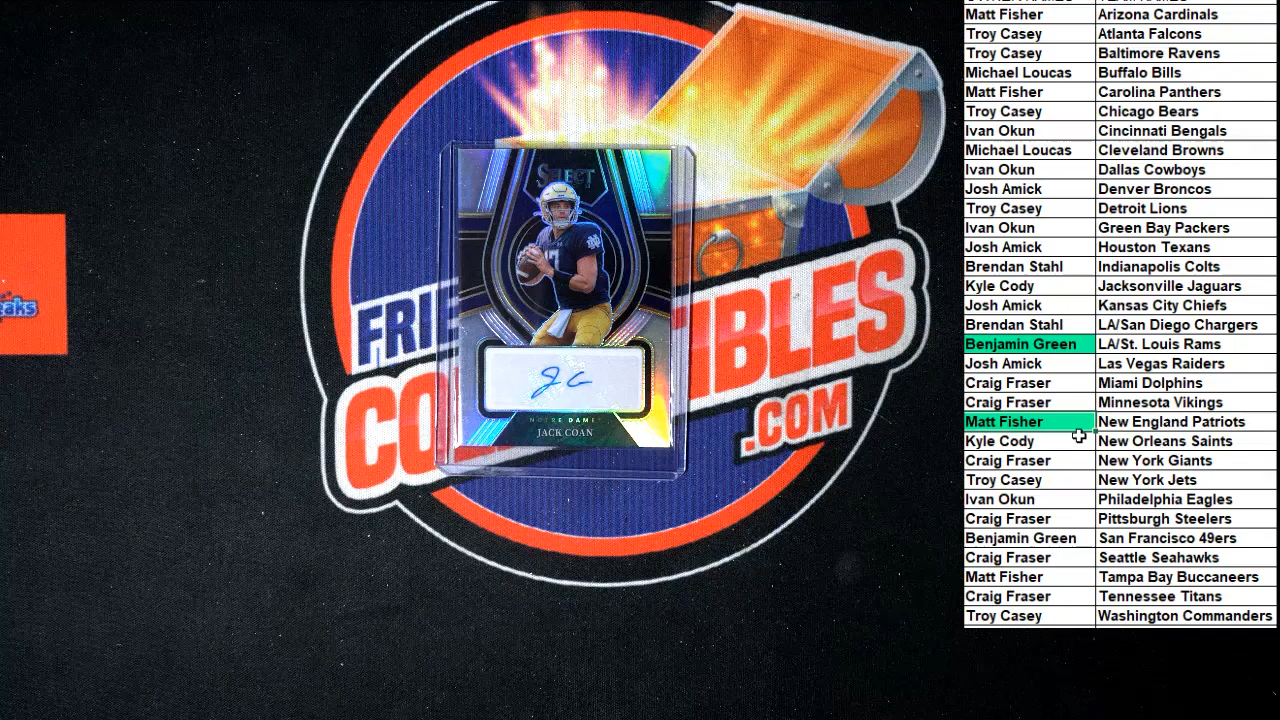 aks
FRIE
CO IBLES
.COM
SELECT
17
ND
JC
NOTRE DAME
JACK COAN
Matt Fisher Arizona Cardinals
Troy Casey Atlanta Falcons
Troy Casey Baltimore Ravens
Michael Loucas Buffalo Bills
Matt Fisher Carolina Panthers
Troy Casey Chicago Bears
Ivan Okun Cincinnati Bengals
Michael Loucas Cleveland Browns
Ivan Okun Dallas Cowboys
Josh Amick Denver Broncos
Troy Casey Detroit Lions
Ivan Okun Green Bay Packers
Josh Amick Houston Texans
Brendan Stahl Indianapolis Colts
Kyle Cody Jacksonville Jaguars
Josh Amick Kansas City Chiefs
Brendan Stahl LA/San Diego Chargers
Benjamin Green LA/St. Louis Rams
Josh Amick Las Vegas Raiders
Craig Fraser Miami Dolphins
Craig Fraser Minnesota Vikings
Matt Fisher New England Patriots
Kyle Cody New Orleans Saints
Craig Fraser New York Giants
Troy Casey New York Jets
Ivan Okun Philadelphia Eagles
Craig Fraser Pittsburgh Steelers
Benjamin Green San Francisco 49ers
Craig Fraser Seattle Seahawks
Matt Fisher Tampa Bay Buccaneers
Craig Fraser Tennessee Titans
Troy Casey Washington Commanders